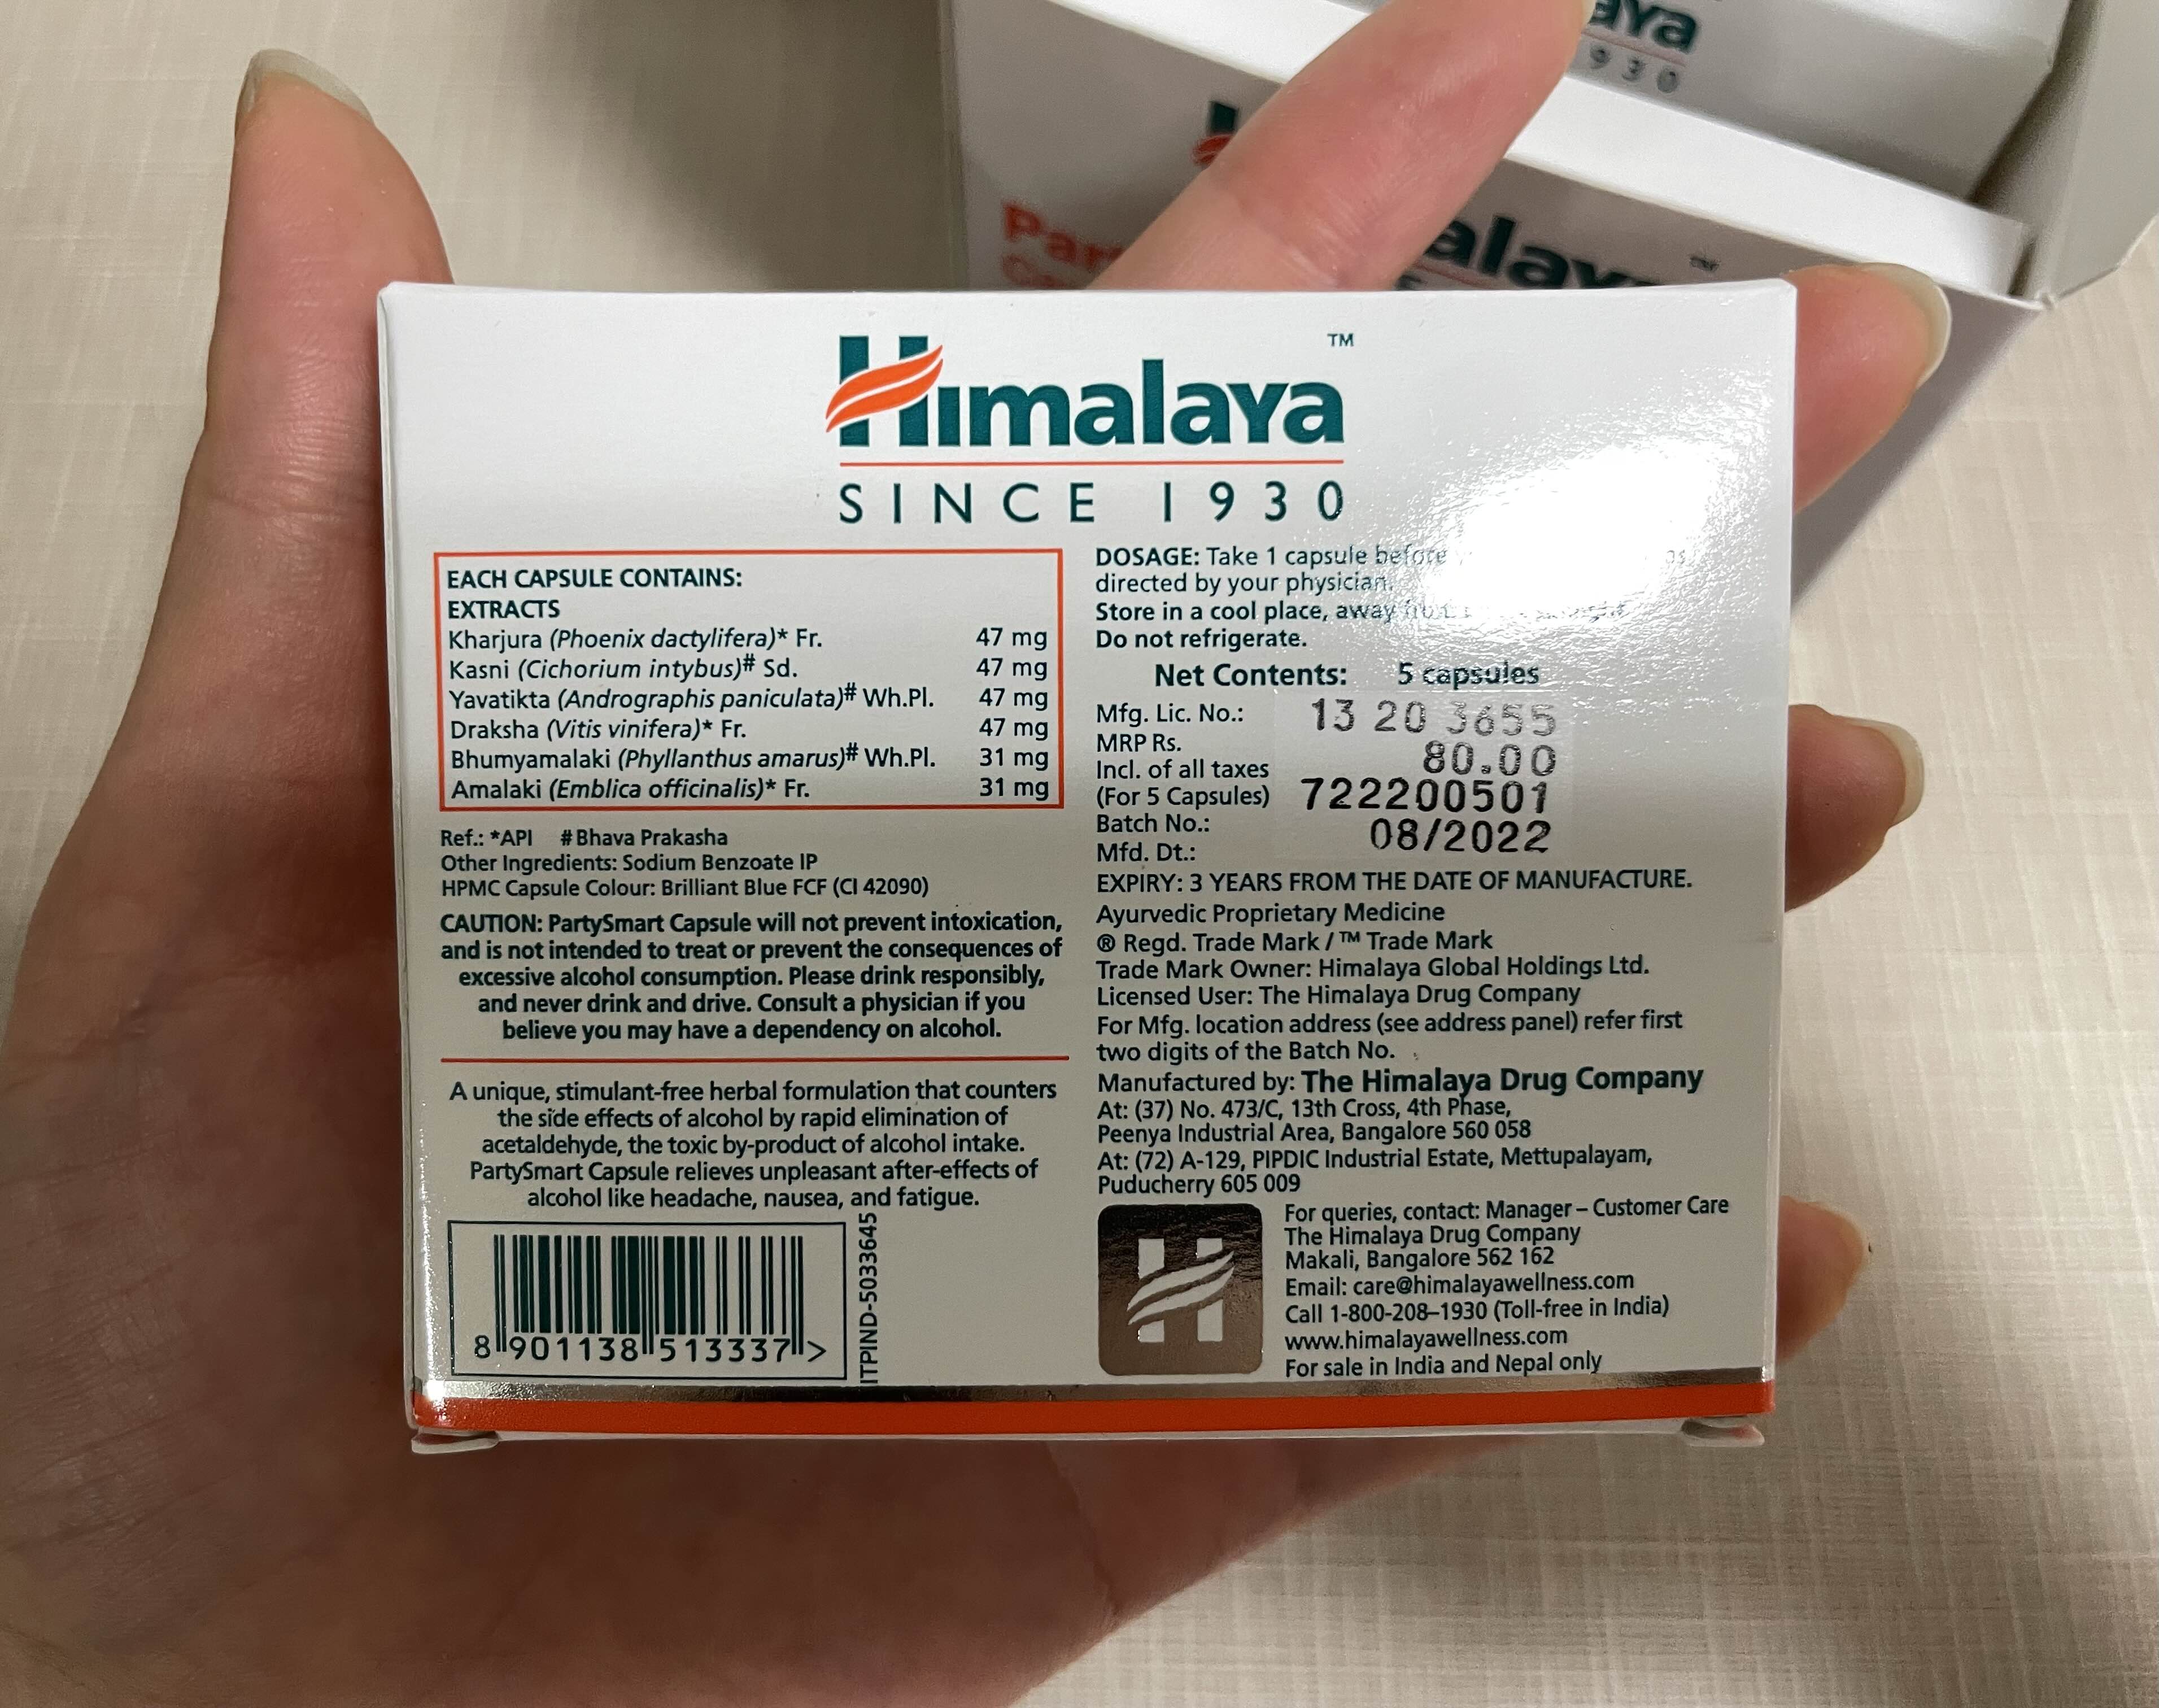 aya
930
Par
alaya
™
Himalaya
™
SINCE 1930
EACH CAPSULE CONTAINS:
EXTRACTS
Kharjura (Phoenix dactylifera)* Fr. 47 mg
Kasni (Cichorium intybus)# Sd. 47 mg
Yavatikta (Andrographis paniculata)# Wh.Pl. 47 mg
Draksha (Vitis vinifera)* Fr. 47 mg
Bhumyamalaki (Phyllanthus amarus)# Wh.Pl. 31 mg
Amalaki (Emblica officinalis)* Fr. 31 mg
Ref.: *API #Bhava Prakasha
Other Ingredients: Sodium Benzoate IP
HPMC Capsule Colour: Brilliant Blue FCF (CI 42090)
CAUTION: PartySmart Capsule will not prevent intoxication,
and is not intended to treat or prevent the consequences of
excessive alcohol consumption. Please drink responsibly,
and never drink and drive. Consult a physician if you
believe you may have a dependency on alcohol.
A unique, stimulant-free herbal formulation that counters
the side effects of alcohol by rapid elimination of
acetaldehyde, the toxic by-product of alcohol intake.
PartySmart Capsule relieves unpleasant after-effects of
alcohol like headache, nausea, and fatigue.
8 901138 513337 >
ITPIND-5033645
DOSAGE: Take 1 capsule before
directed by your physician.
Store in a cool place, away
Do not refrigerate.
Net Contents: 5 capsules
Mfg. Lic. No.: 13 20 3655
MRP Rs. 80.00
Incl. of all taxes
(For 5 Capsules)
Batch No.: 722200501
Mfd. Dt.: 08/2022
EXPIRY: 3 YEARS FROM THE DATE OF MANUFACTURE.
Ayurvedic Proprietary Medicine
® Regd. Trade Mark / ™ Trade Mark
Trade Mark Owner: Himalaya Global Holdings Ltd.
Licensed User: The Himalaya Drug Company
For Mfg. location address (see address panel) refer first
two digits of the Batch No.
Manufactured by: The Himalaya Drug Company
At: (37) No. 473/C, 13th Cross, 4th Phase,
Peenya Industrial Area, Bangalore 560 058
At: (72) A-129, PIPDIC Industrial Estate, Mettupalayam,
Puducherry 605 009
For queries, contact: Manager – Customer Care
The Himalaya Drug Company
Makali, Bangalore 562 162
Email: care@himalayawellness.com
Call 1-800-208–1930 (Toll-free in India)
www.himalayawellness.com
For sale in India and Nepal only